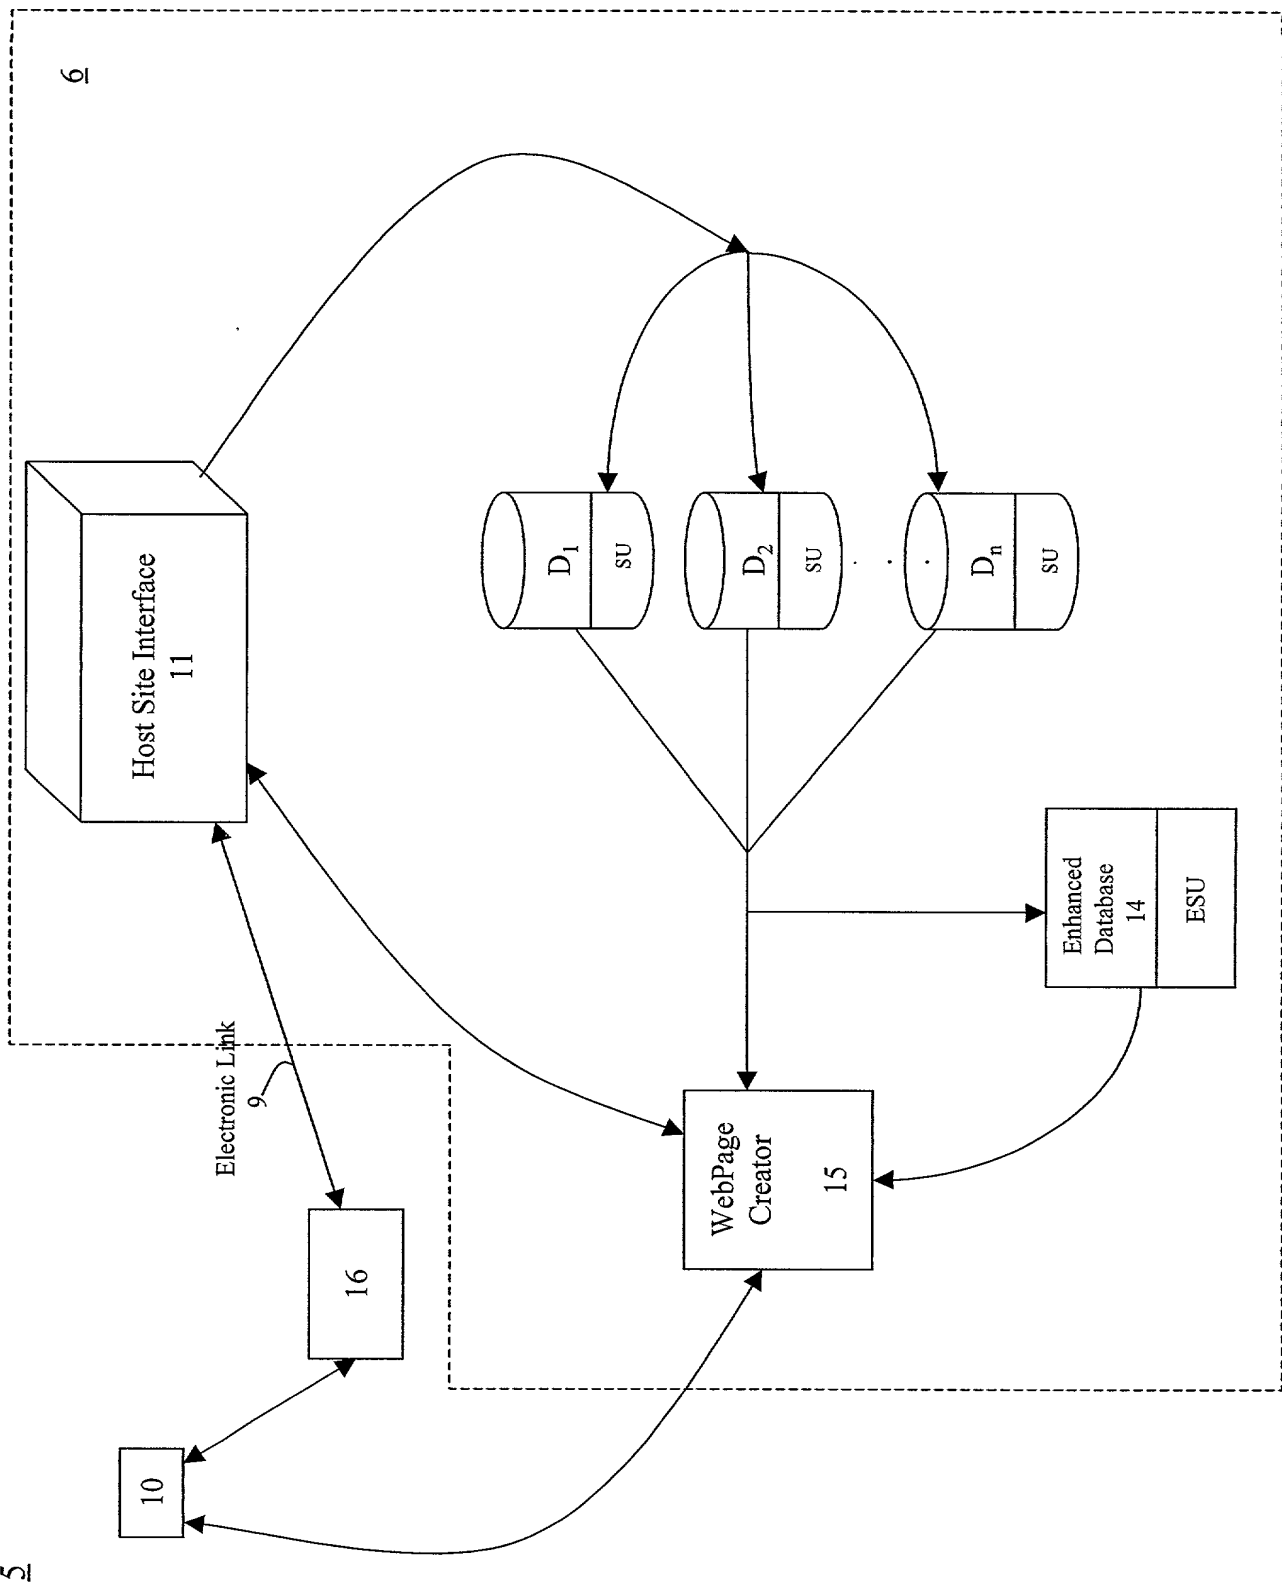 5
6
10
16
Electronic Link
9
Host Site Interface
11
WebPage
Creator
15
D1
SU
D2
SU
. . .
Dn
SU
Enhanced
Database
14
ESU